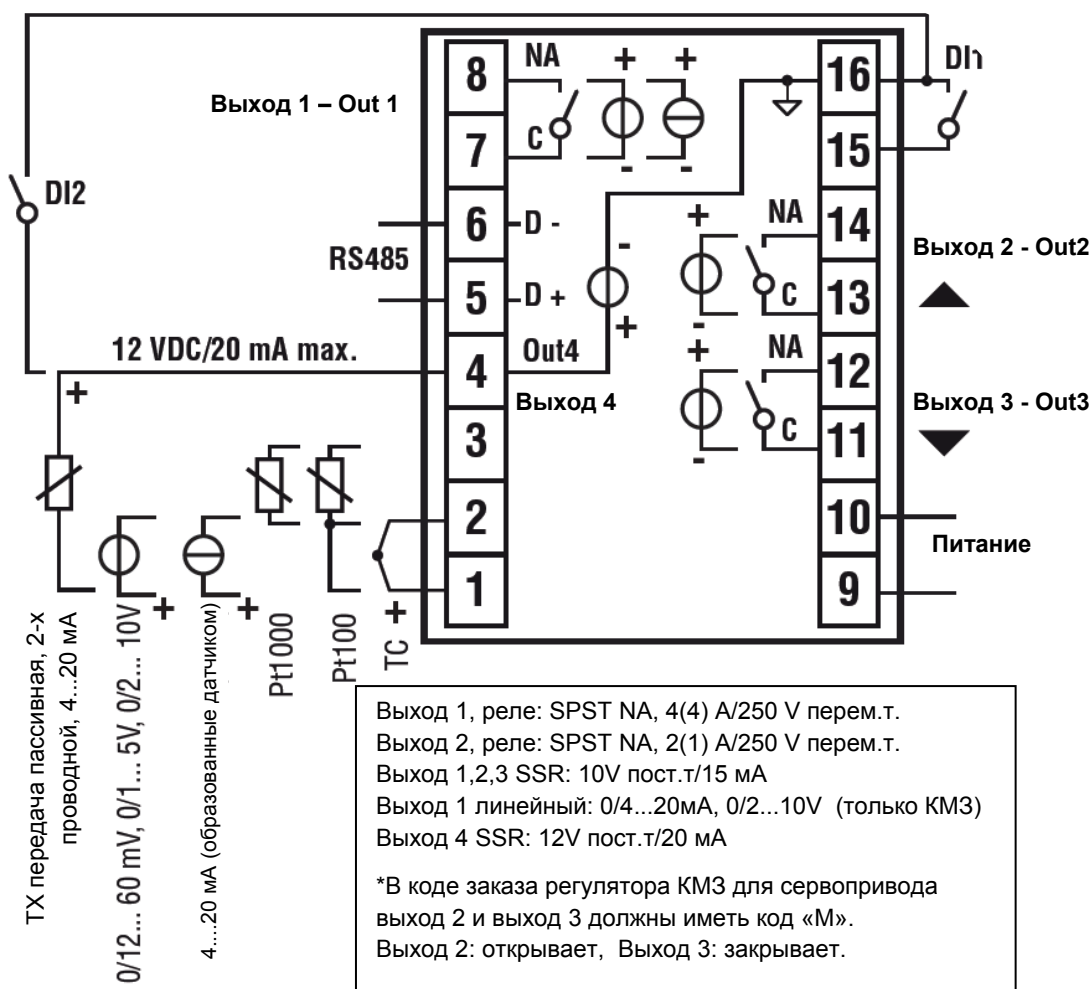 8
NA
+
+
16
DI1
Выход 1 – Out 1
7
C
-
-
15
DI2
6
D -
+
NA
14
Выход 2 - Out2
RS485
-
5
D +
C
13
+
-
12 VDC/20 mA max.
4
Out4
+
NA
12
+
Выход 4
Выход 3 - Out3
3
C
11
-
2
10
Питание
1
9
+
+
+
TC
Pt100
Pt1000
4....20 мА (образованные датчиком)
0/12... 60 mV, 0/1... 5V, 0/2... 10V
ТХ передача пассивная, 2-х
проводной, 4...20 мА
Выход 1, реле: SPST NA, 4(4) A/250 V перем.т.
Выход 2, реле: SPST NA, 2(1) A/250 V перем.т.
Выход 1,2,3 SSR: 10V пост.т/15 мА
Выход 1 линейный: 0/4...20мА, 0/2...10V (только КМ3)
Выход 4 SSR: 12V пост.т/20 мА
*В коде заказа регулятора КМ3 для сервопривода
выход 2 и выход 3 должны иметь код «М».
Выход 2: открывает, Выход 3: закрывает.